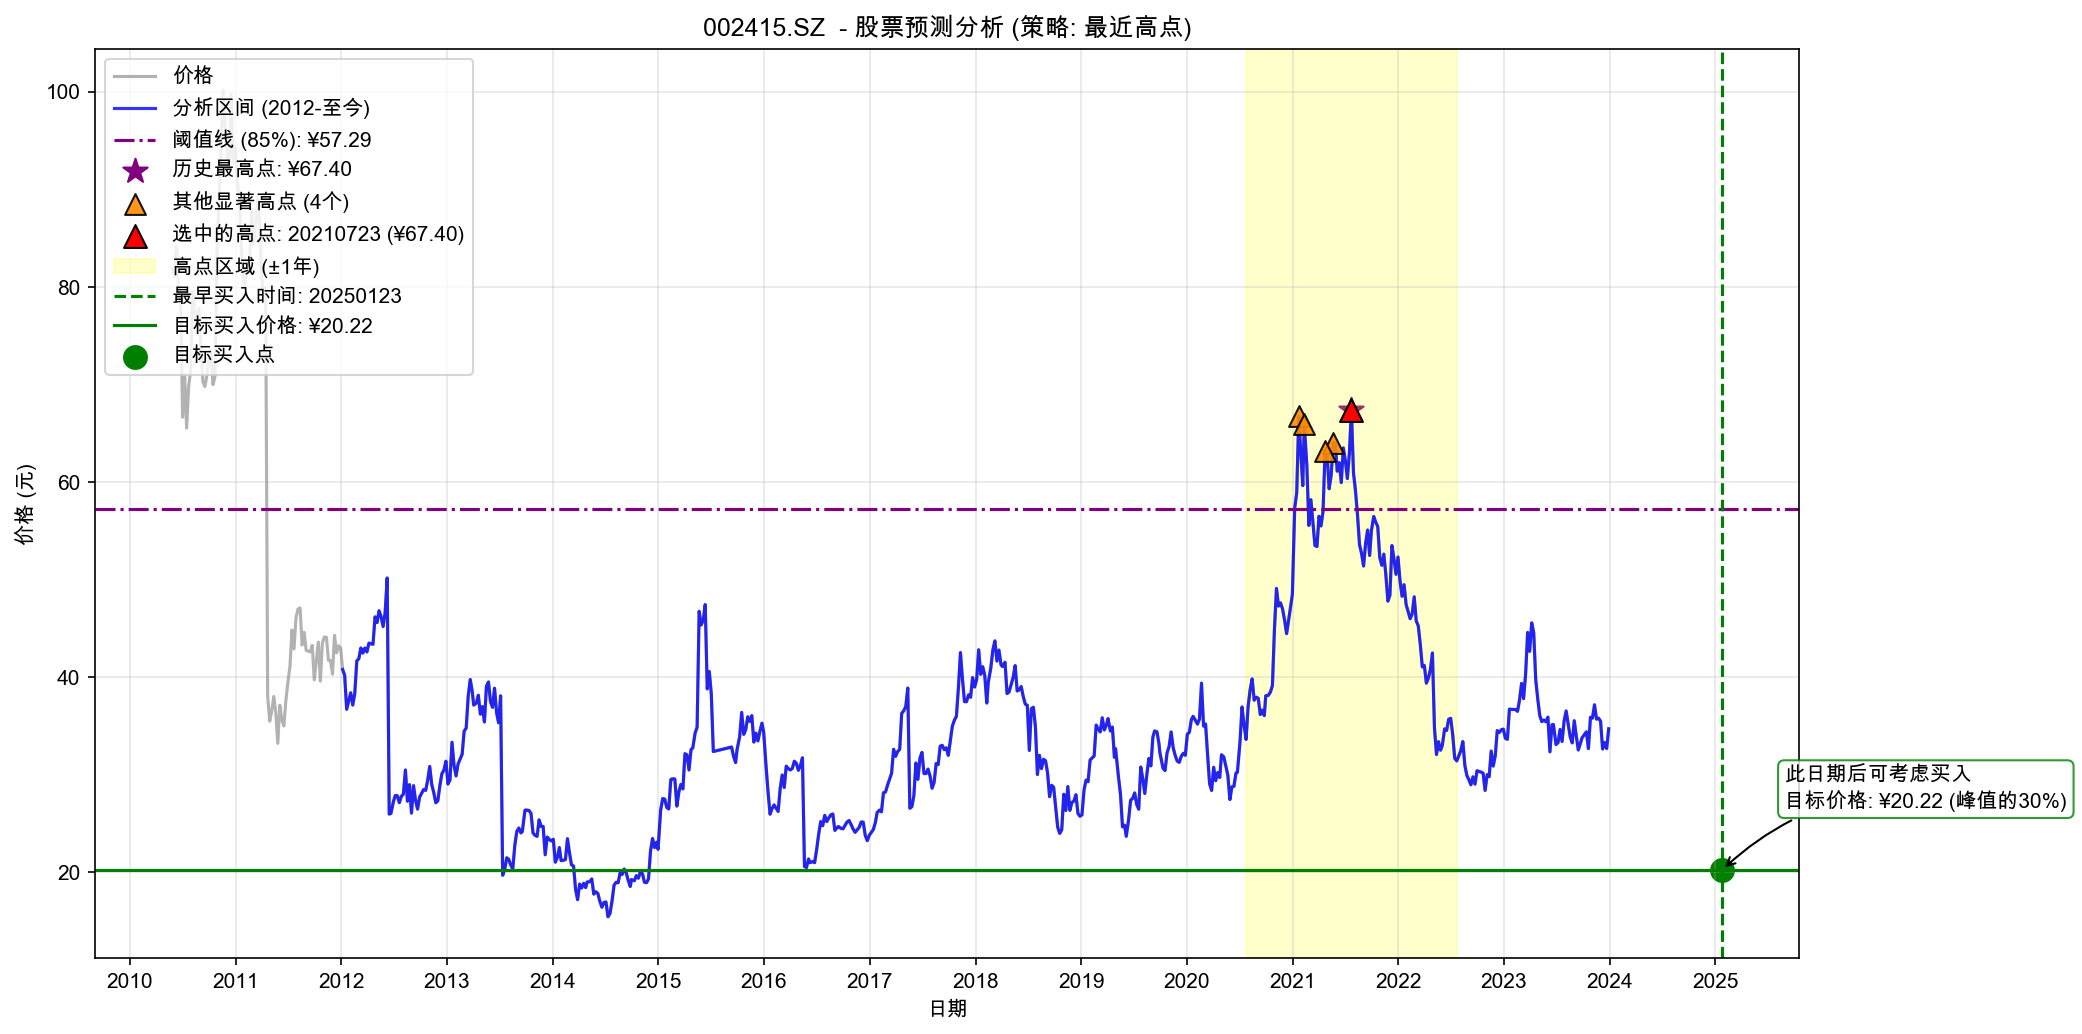 002415.SZ - 股票预测分析 (策略: 最近高点)
价格
分析区间 (2012-至今)
阈值线 (85%): ¥57.29
历史最高点: ¥67.40
其他显著高点 (4个)
选中的高点: 20210723 (¥67.40)
高点区域 (±1年)
最早买入时间: 20250123
目标买入价格: ¥20.22
目标买入点
100
80
60
40
20
价格 (元)
此日期后可考虑买入
目标价格: ¥20.22 (峰值的30%)
2010 2011 2012 2013 2014 2015 2016 2017 2018 2019 2020 2021 2022 2023 2024 2025
日期